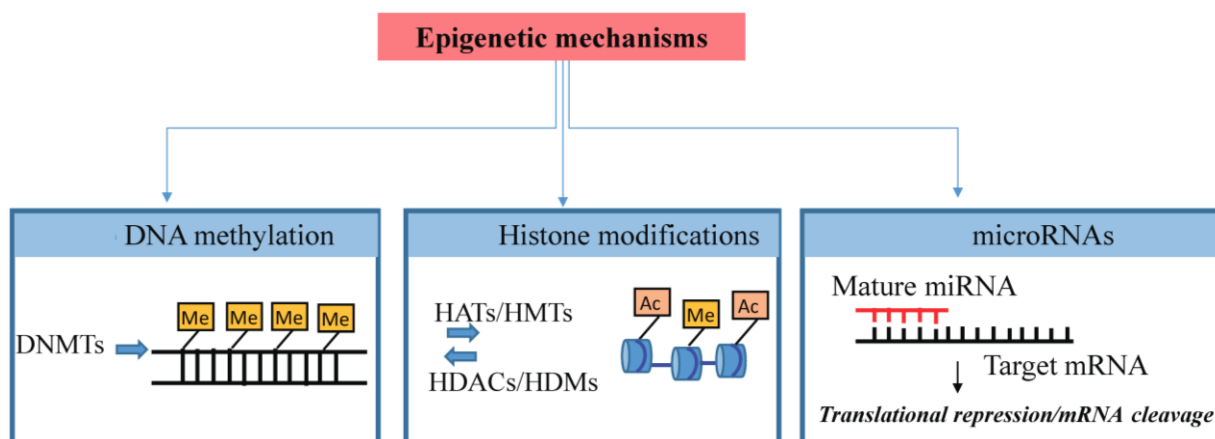 Epigenetic mechanisms
DNA methylation
DNMTs
Me Me Me Me
Histone modifications
HATs/HMTs
HDACs/HDMs
Ac Me Ac
microRNAs
Mature miRNA
Target mRNA
Translational repression/mRNA cleavage